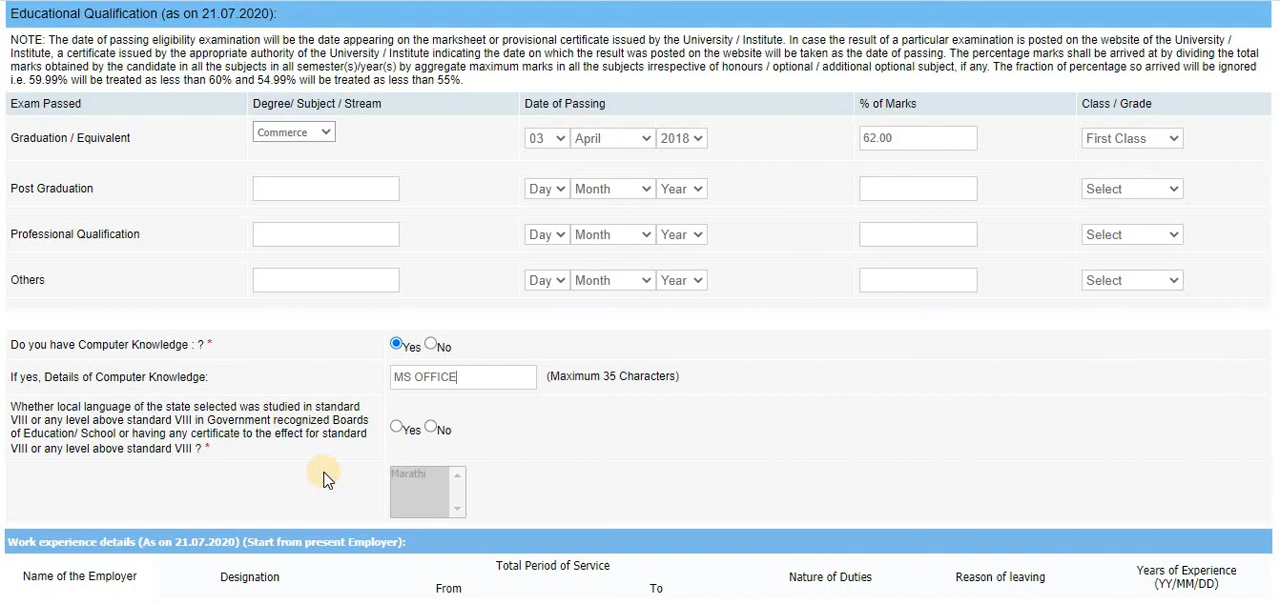 Educational Qualification (as on 21.07.2020):
NOTE: The date of passing eligibility examination will be the date appearing on the marksheet or provisional certificate issued by the University / Institute. In case the result of a particular examination is posted on the website of the University /
Institute, a certificate issued by the appropriate authority of the University / Institute indicating the date on which the result was posted on the website will be taken as the date of passing. The percentage marks shall be arrived at by dividing the total
marks obtained by the candidate in all the subjects in all semester(s)/year(s) by aggregate maximum marks in all the subjects irrespective of honours / optional / additional optional subject, if any. The fraction of percentage so arrived will be ignored
i.e. 59.99% will be treated as less than 60% and 54.99% will be treated as less than 55%.
Exam Passed Degree/ Subject / Stream Date of Passing % of Marks Class / Grade
Graduation / Equivalent Commerce 03 April 2018 62.00 First Class
Post Graduation Day Month Year Select
Professional Qualification Day Month Year Select
Others Day Month Year Select
Do you have Computer Knowledge : ? * Yes No
If yes, Details of Computer Knowledge: MS OFFICE (Maximum 35 Characters)
Whether local language of the state selected was studied in standard
VIII or any level above standard VIII in Government recognized Boards
of Education/ School or having any certificate to the effect for standard Yes No
VIII or any level above standard VIII ? *
Marathi
Work experience details (As on 21.07.2020) (Start from present Employer):
Name of the Employer Designation Total Period of Service Nature of Duties Reason of leaving Years of Experience
From To (YY/MM/DD)